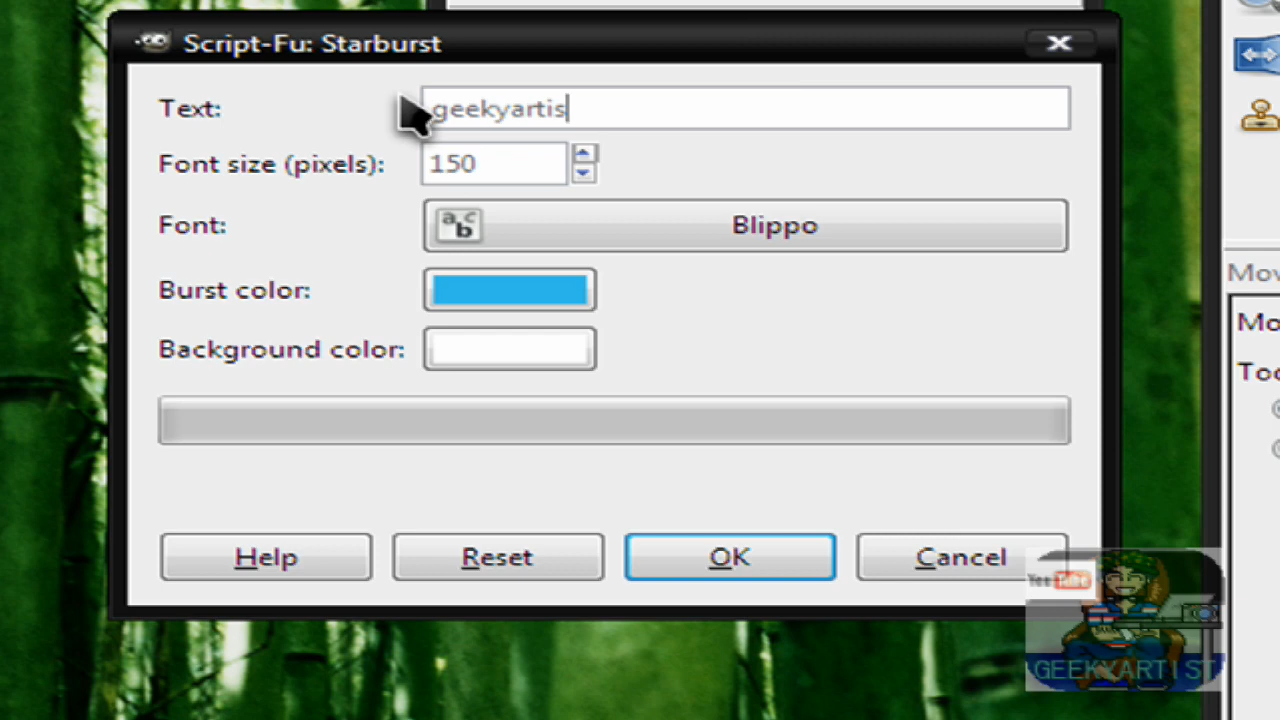 Script-Fu: Starburst
Text:
geekyartis
Font size (pixels):
150
Font:
Blippo
Burst color:
Background color:
Help
Reset
OK
Cancel
Mov
Mo
Too
YouTube
GEEKYARTIST